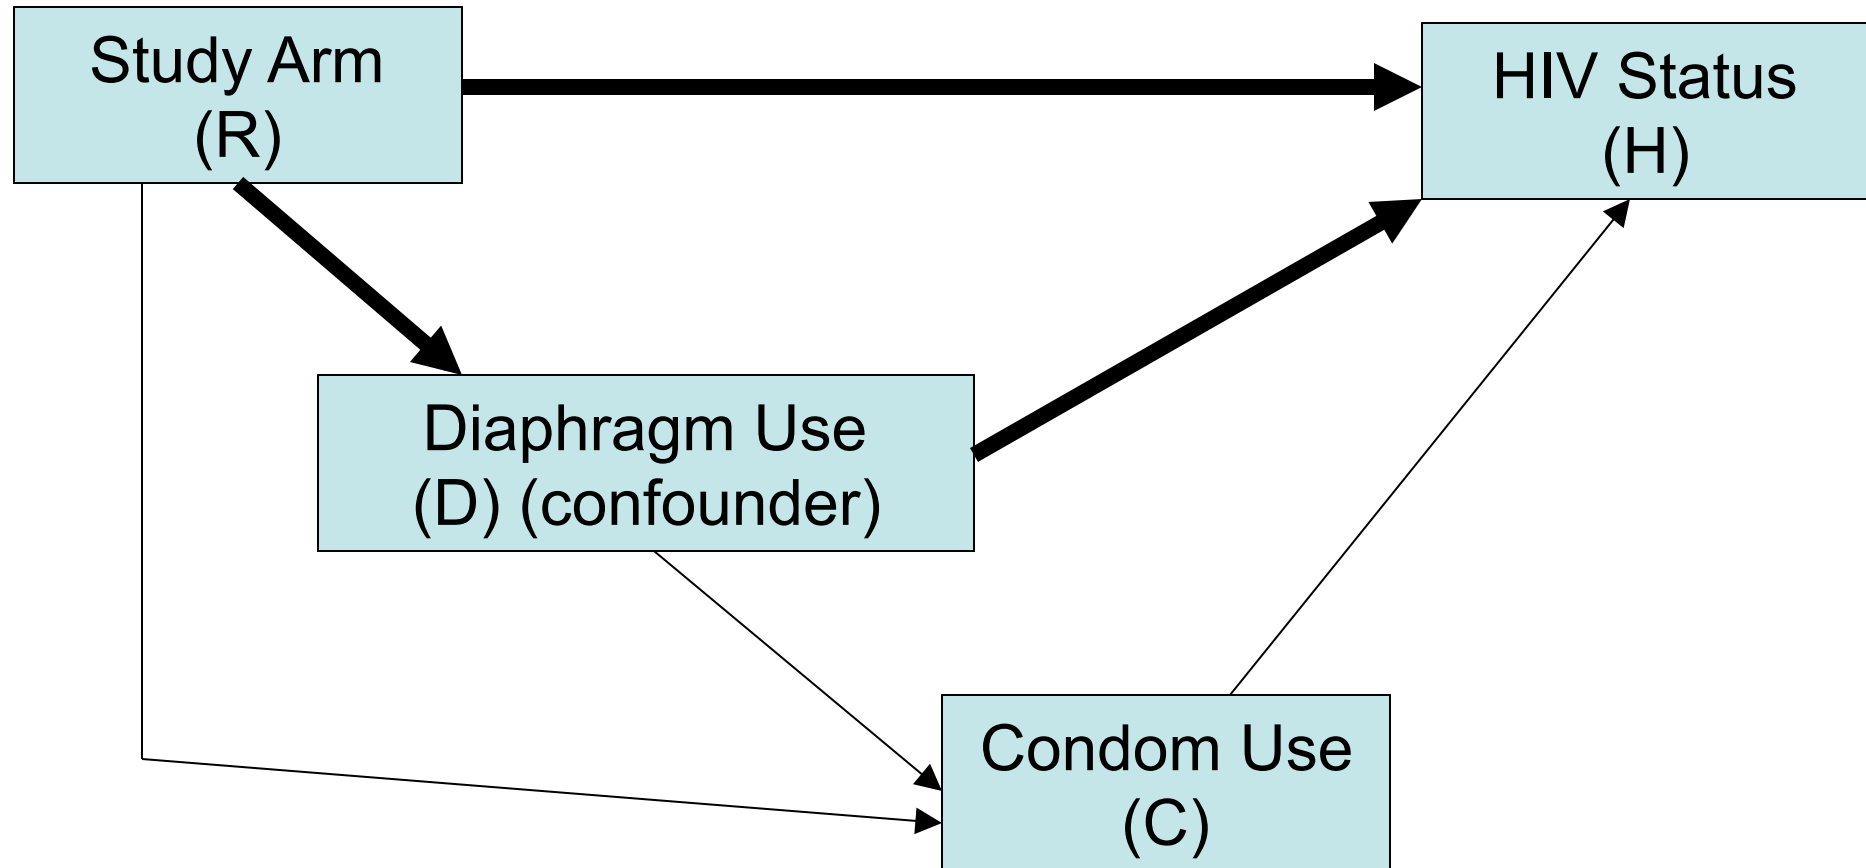 Study Arm
(R)
HIV Status
(H)
Diaphragm Use
(D) (confounder)
Condom Use
(C)